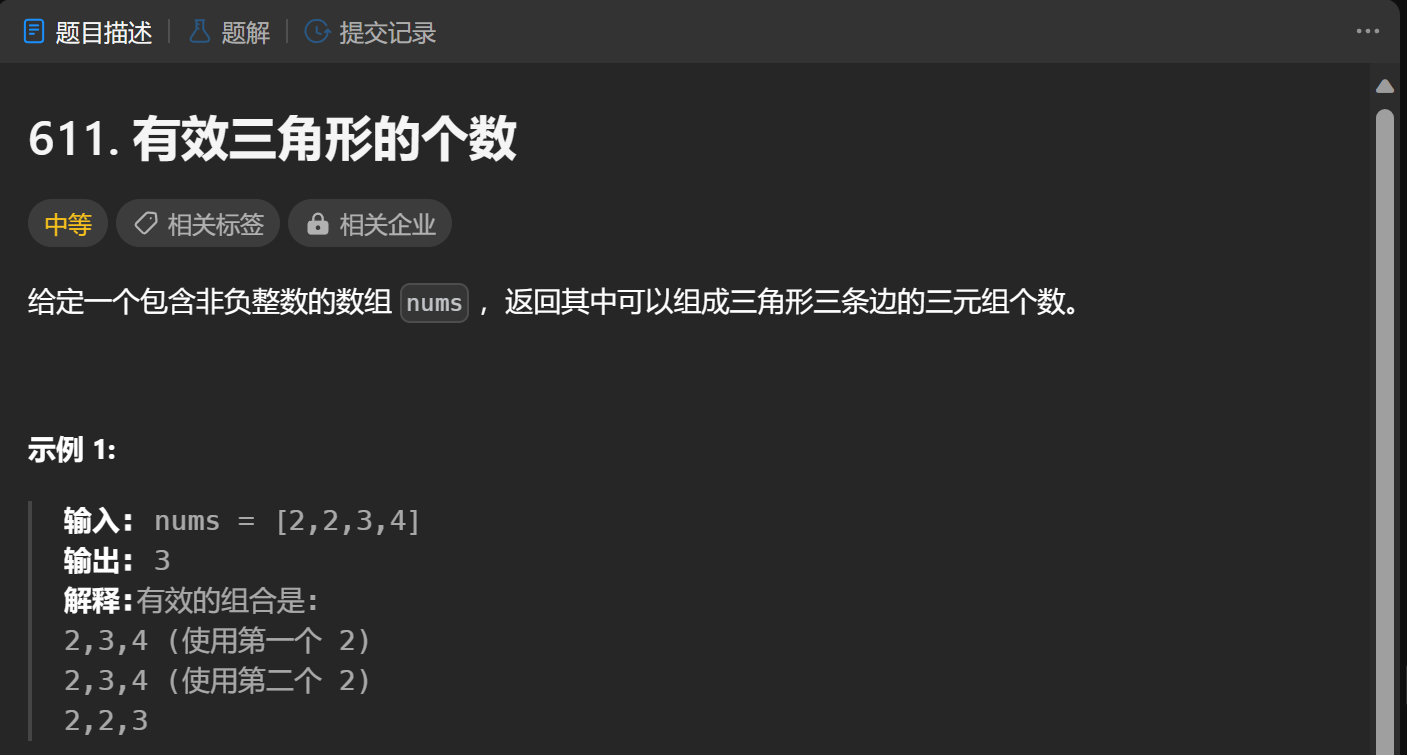 题目描述 题解 提交记录
611. 有效三角形的个数
中等 相关标签 相关企业
给定一个包含非负整数的数组 nums ，返回其中可以组成三角形三条边的三元组个数。
示例 1:
输入: nums = [2,2,3,4]
输出: 3
解释:有效的组合是:
2,3,4 (使用第一个 2)
2,3,4 (使用第二个 2)
2,2,3